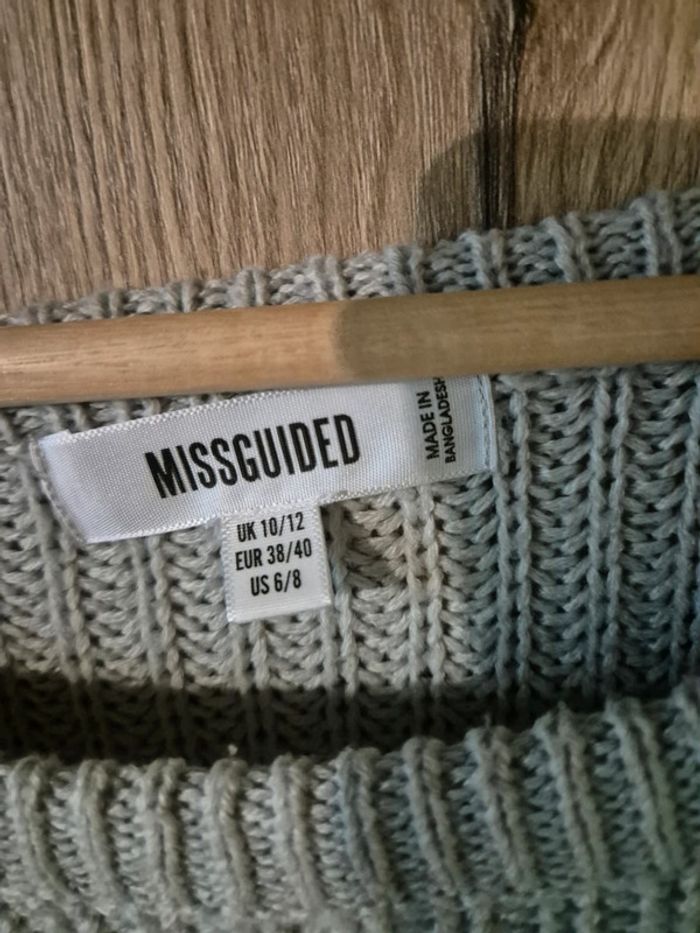 MISSGUIDED
MADE IN
BANGLADESH
UK 10/12
EUR 38/40
US 6/8